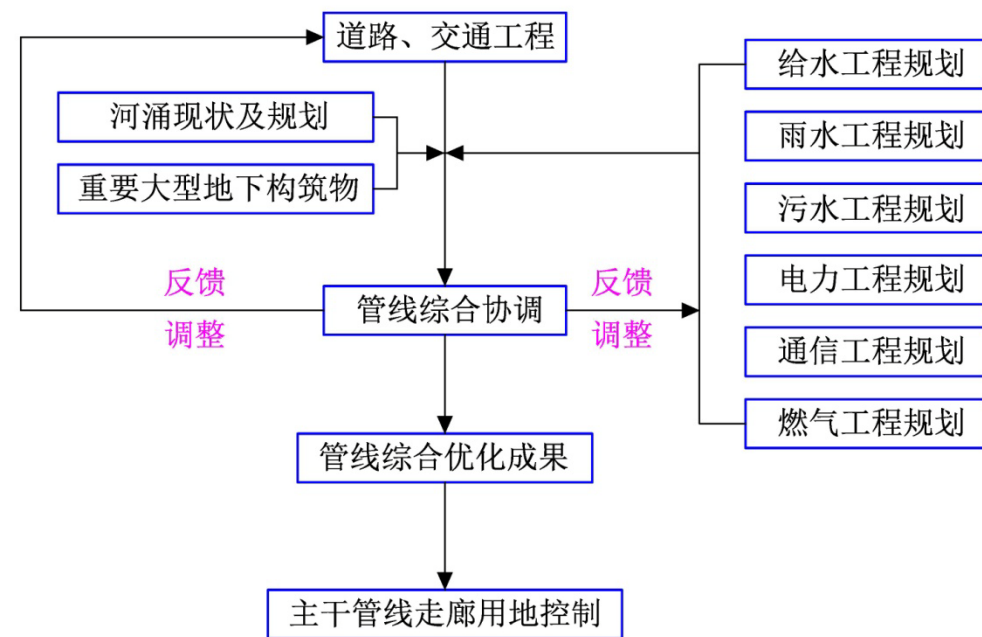 道路、交通工程
给水工程规划
河涌现状及规划
雨水工程规划
重要大型地下构筑物
污水工程规划
反馈
调整
管线综合协调
反馈
调整
电力工程规划
通信工程规划
管线综合优化成果
燃气工程规划
主干管线走廊用地控制